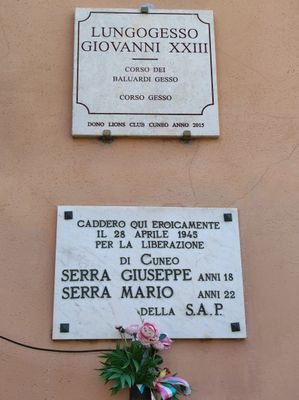 LUNGOGESSO
GIOVANNI XXIII
CORSO DEI
BALUARDI GESSO
CORSO GESSO
DONO LIONS CLUB CUNEO ANNO 2015
CADDERO QUI EROICAMENTE
IL 28 APRILE 1945
PER LA LIBERAZIONE
DI CUNEO
SERRA GIUSEPPE ANNI 18
SERRA MARIO ANNI 22
DELLA S.A.P.